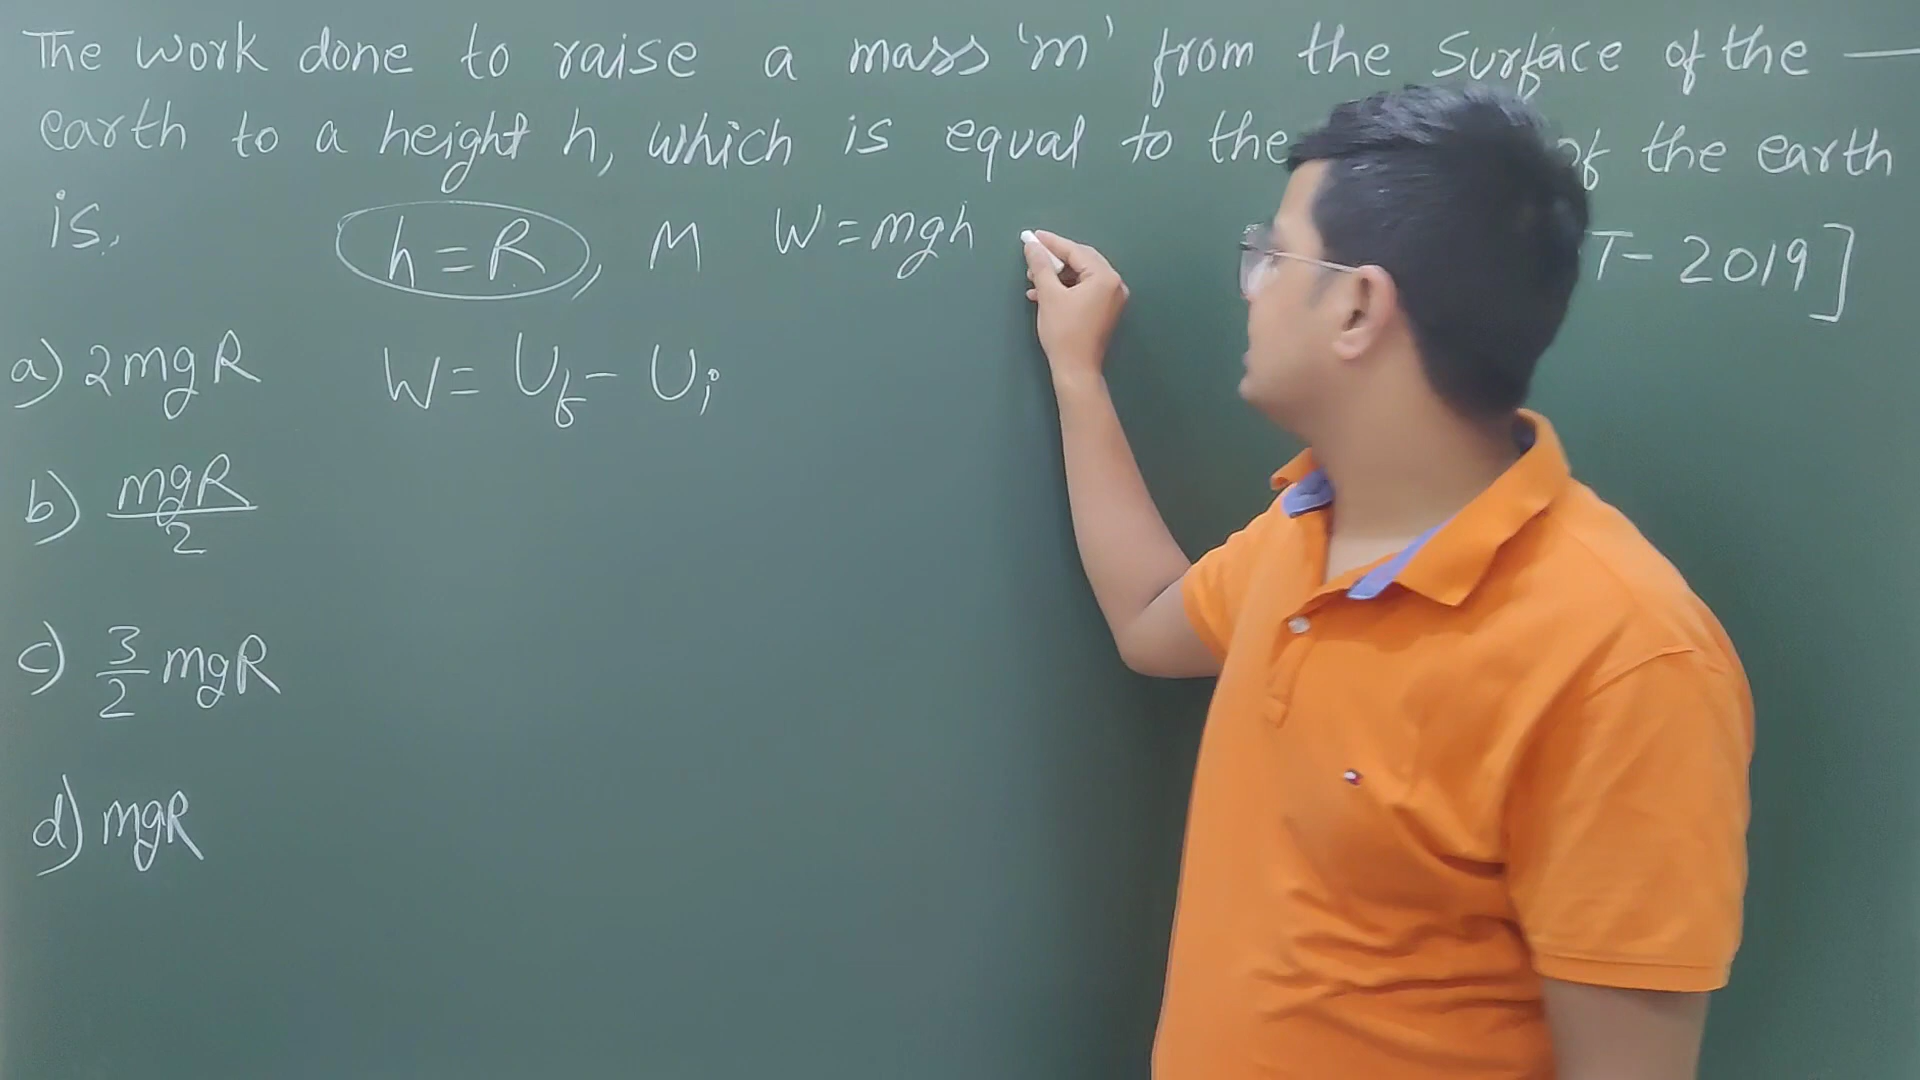 The work done to raise a mass 'm' from the surface of the —
earth to a height h, which is equal to the of the earth
is.
T- 2019]
h = R, M W = mgh
a) 2mgR
W = Uf - Ui
b) mgR/2
c) 3/2 mgR
d) mgR